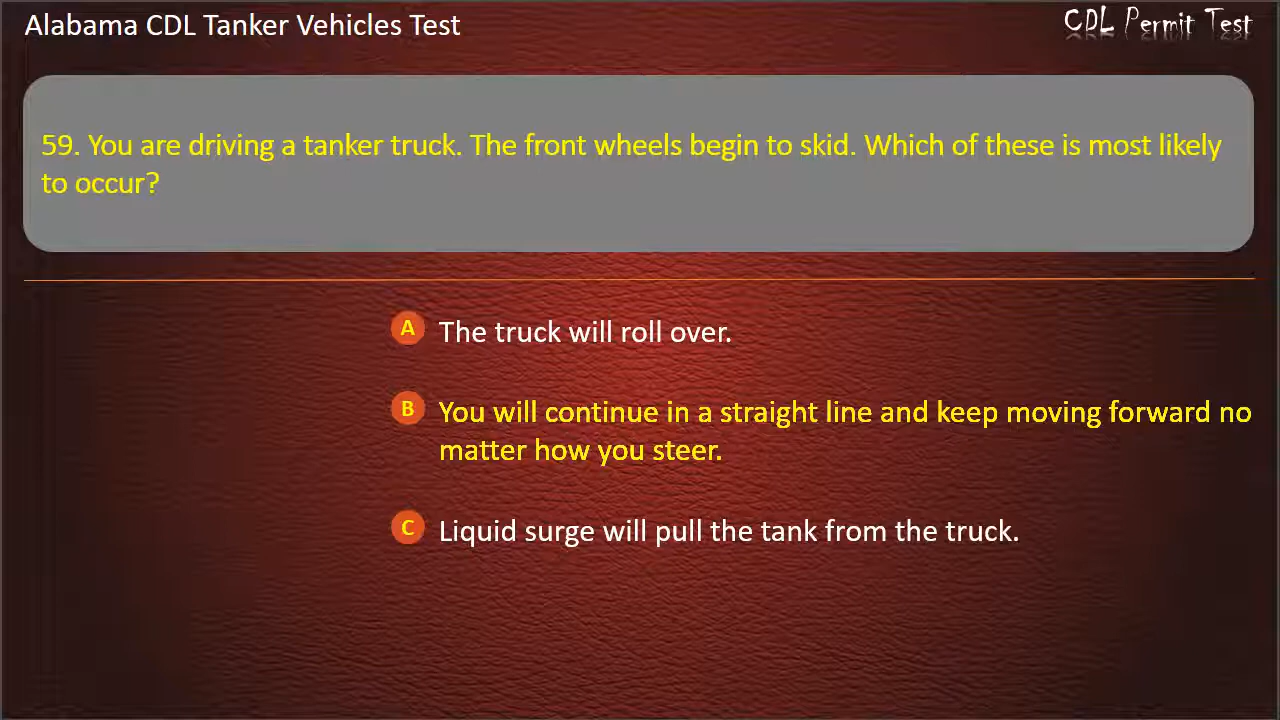 Alabama CDL Tanker Vehicles Test
CDL Permit Test
59. You are driving a tanker truck. The front wheels begin to skid. Which of these is most likely
to occur?
A The truck will roll over.
B You will continue in a straight line and keep moving forward no
matter how you steer.
C Liquid surge will pull the tank from the truck.